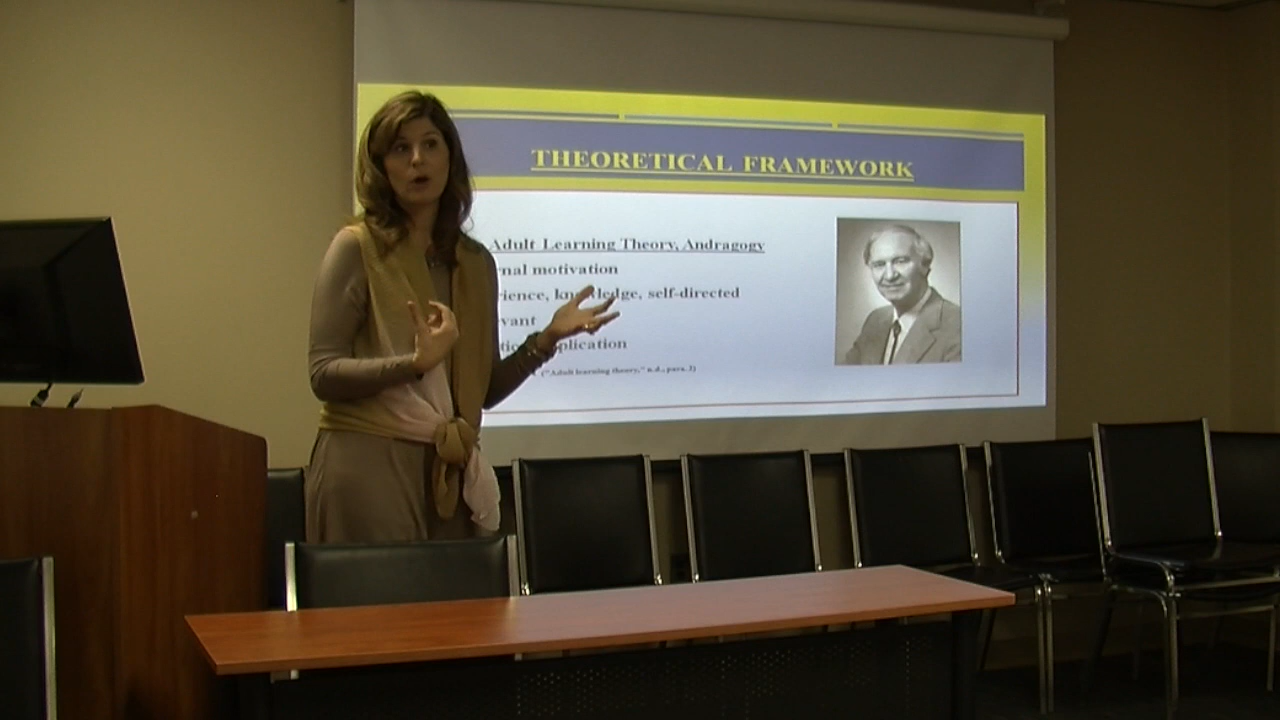 THEORETICAL FRAMEWORK
Adult Learning Theory, Andragogy
rnal motivation
rience, knowledge, self-directed
vant
plication
("Adult learning theory," n.d., para.2)